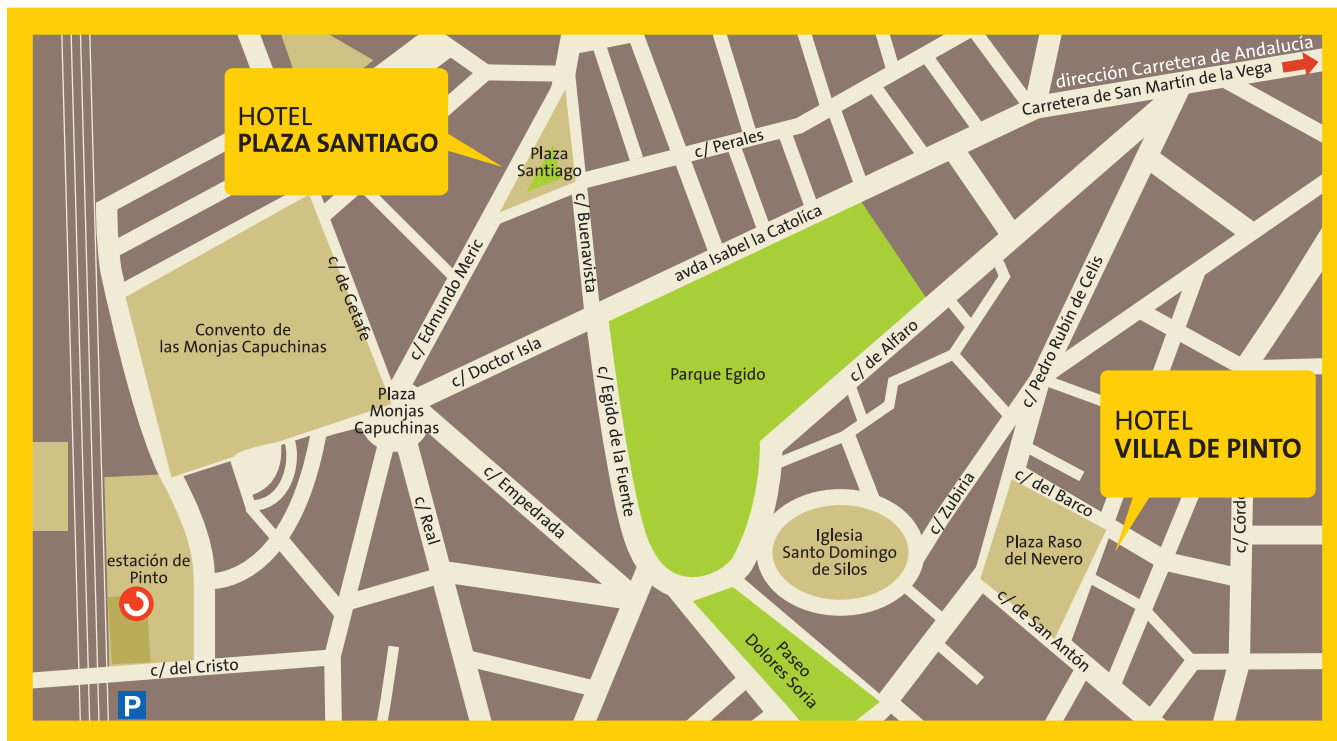 dirección Carretera de Andalucía
Carretera de San Martín de la Vega
HOTEL
PLAZA SANTIAGO
Plaza
Santiago
c/ Perales
c/ Buenavista
avda Isabel la Catolíca
c/ de Getafe
c/ Edmundo Meric
Convento de
las Monjas Capuchinas
c/ Doctor Isla
Parque Egido
c/ de Alfaro
c/ Pedro Rubín de Celis
Plaza
Monjas
Capuchinas
HOTEL
VILLA DE PINTO
c/ Egido de la Fuente
c/ Empedrada
c/ Real
c/ Zubiria
c/ del Barco
Iglesia
Santo Domingo
de Silos
Plaza Raso
del Nevero
estación de
Pinto
c/ de San Antón
c/ del Cristo
Paseo
Dolores Soria
P